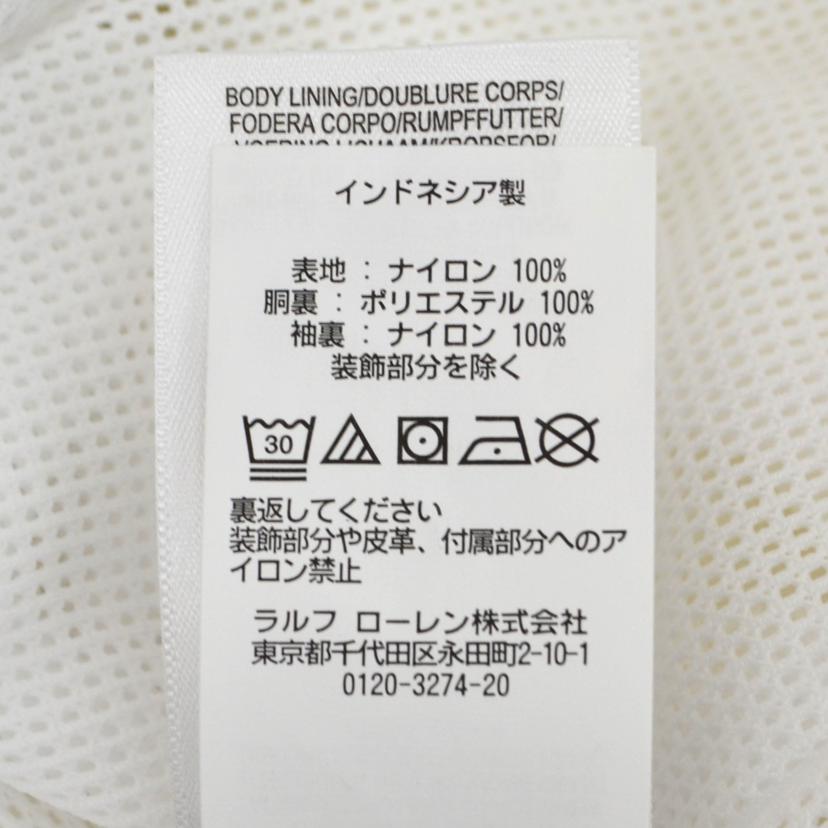 BODY LINING/DOUBLURE CORPS/
FODERA CORPO/RUMPFFUTTER/
インドネシア製
表地 : ナイロン 100%
胴裏 : ポリエステル 100%
袖裏 : ナイロン 100%
装飾部分を除く
30
裏返してください
装飾部分や皮革、付属部分へのア
イロン禁止
ラルフ ローレン株式会社
東京都千代田区永田町2-10-1
0120-3274-20